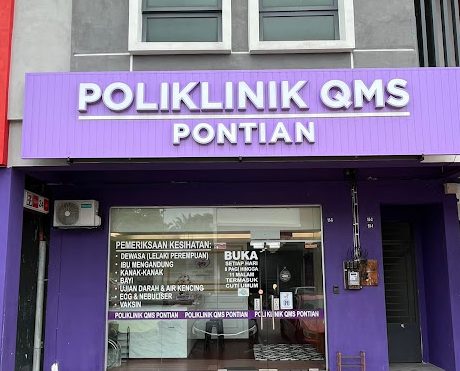 POLIKLINIK QMS
PONTIAN
PEMERIKSAAN KESIHATAN:
• DEWASA (LELAKI PEREMPUAN)
• IBU MENGANDUNG
• KANAK-KANAK
• BAYI
• UJIAN DARAH & AIR KENCING
• ECG & NEBULISER
• VAKSIN
BUKA
SETIAP HARI
8 PAGI HINGGA
11 MALAM
TERMASUK
CUTI UMUM
POLIKLINIK QMS PONTIAN POLIKLINIK QMS PONTIAN POLIKLINIK QMS PONTIAN